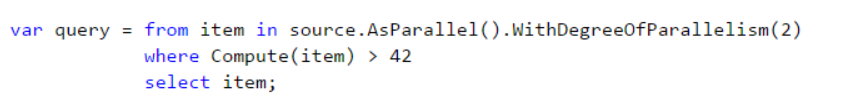 var query = from item in source.AsParallel().WithDegreeOfParallelism(2)
            where Compute(item) > 42
            select item;